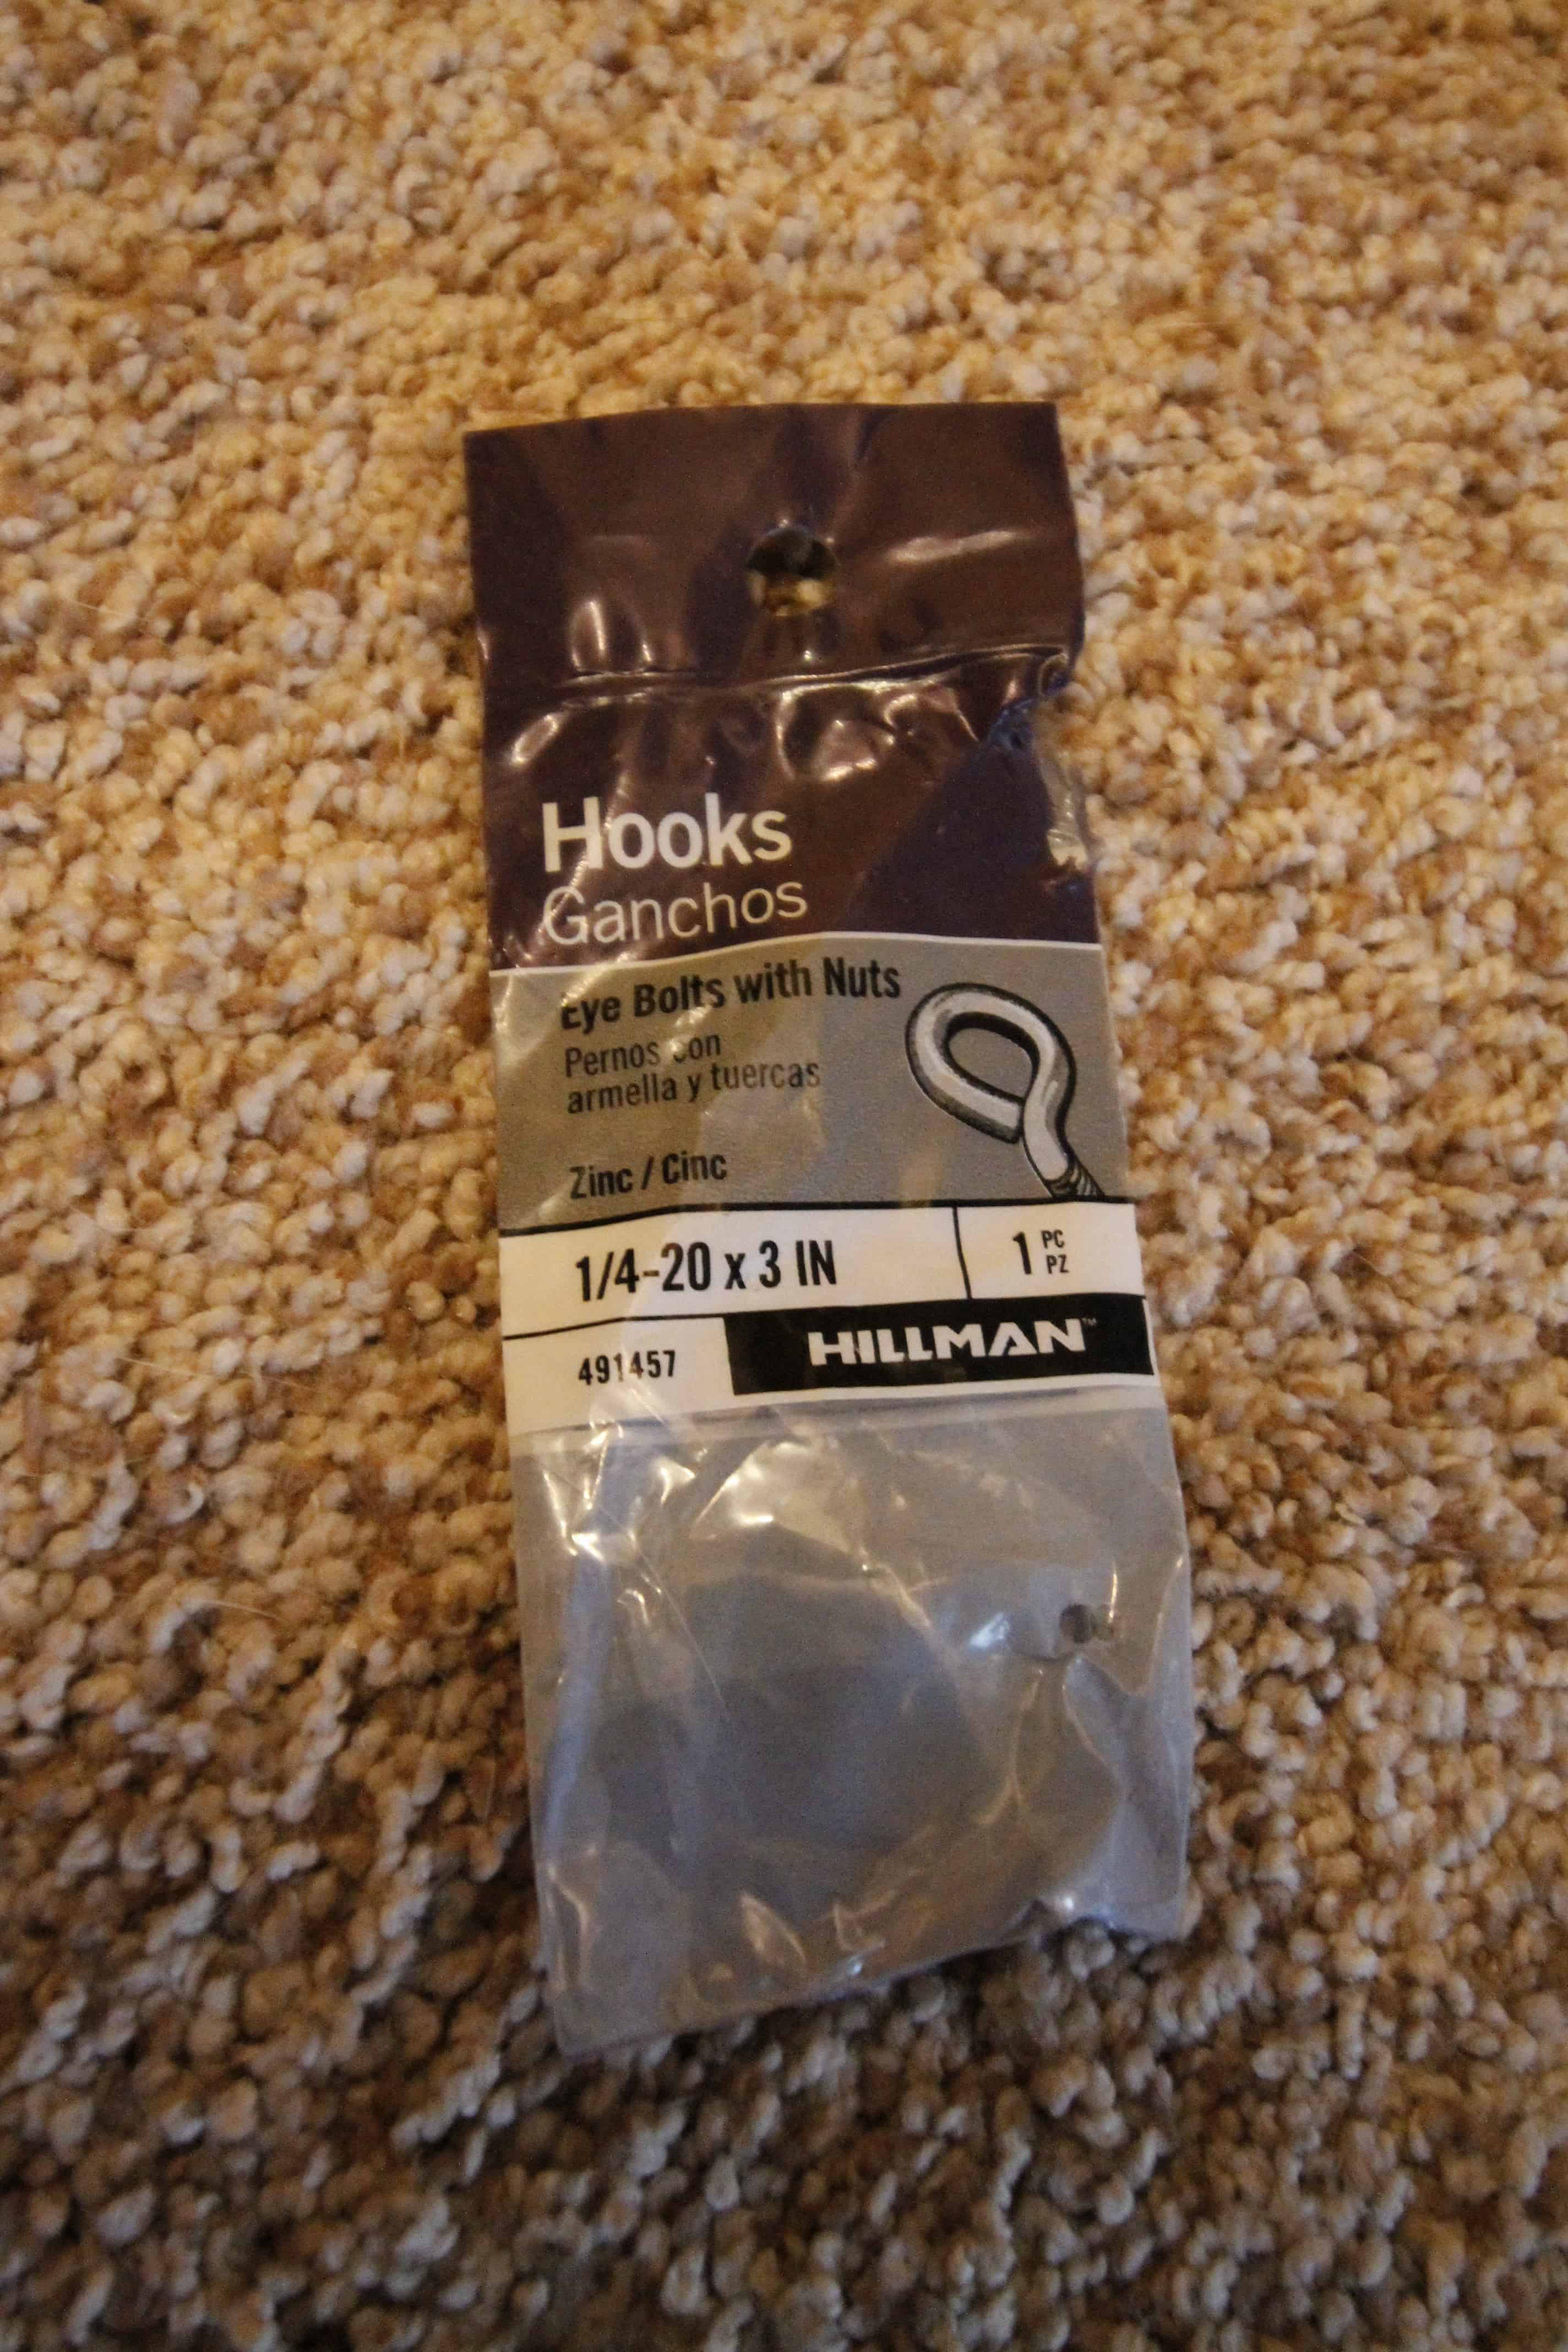 Hooks
Ganchos
Eye Bolts with Nuts
Pernos con
armella y tuercas
Zinc / Cinc
1/4-20 x 3 IN
1 PC
PZ
491457
HILLMAN™